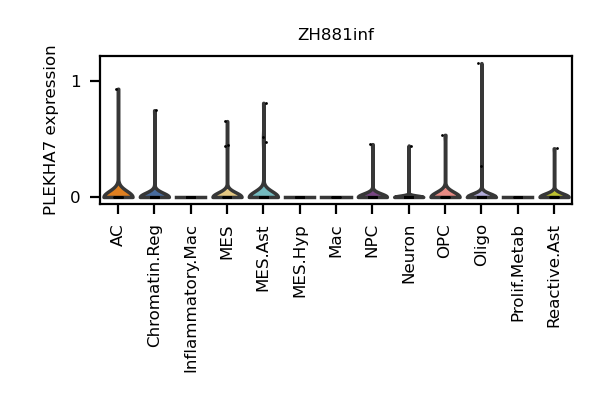 ZH881inf
PLEKHA7 expression
1
0
AC
Chromatin.Reg
Inflammatory.Mac
MES
MES.Ast
MES.Hyp
Mac
NPC
Neuron
OPC
Oligo
Prolif.Metab
Reactive.Ast